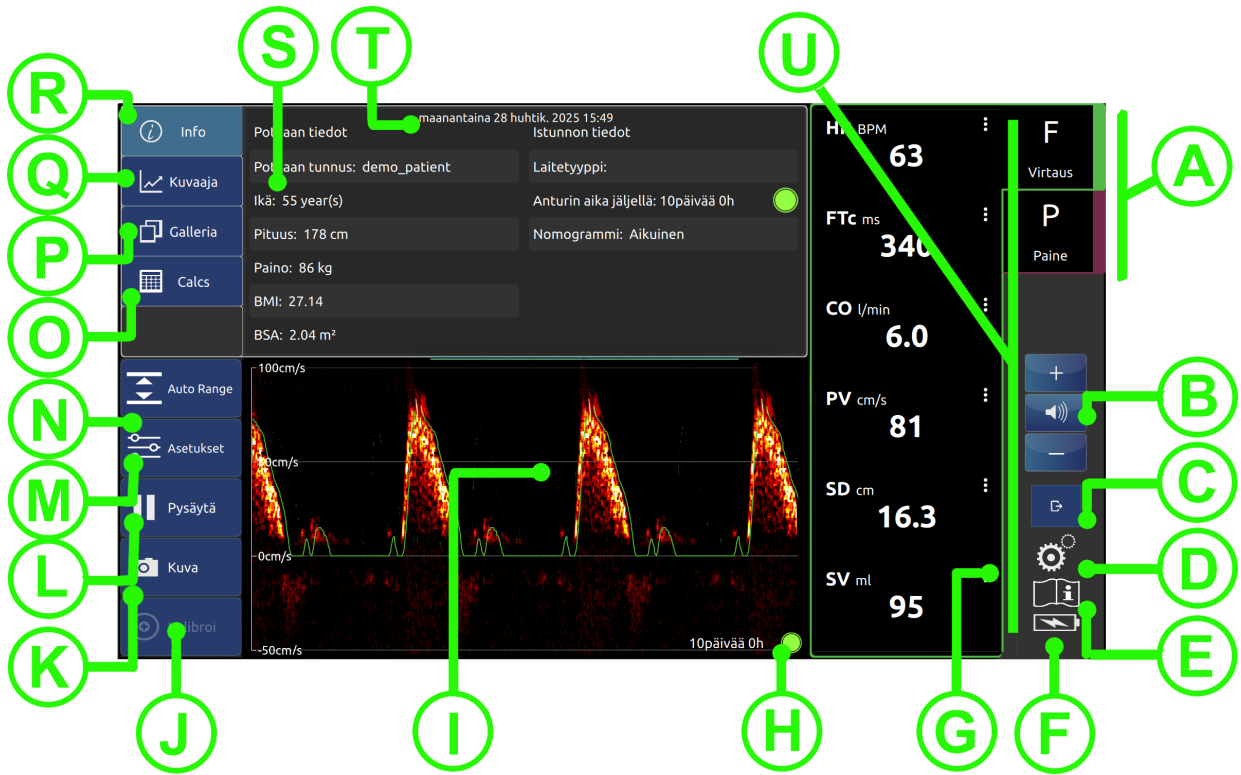 S
T
U
R
A
Q
P
O
N
M
L
K
J
I
H
G
F
E
D
C
B
Info
Kuvaaja
Galleria
Calcs
Auto Range
Asetukset
Pysäytä
Kuva
maanantaina 28 huhtik. 2025 15:49
tiedot
Istunnon tiedot
tunnus: demo_patient
Laitetyyppi:
Ikä: 55 year(s)
Anturin aika jäljellä: 10päivää 0h
Pituus: 178 cm
Nomogrammi: Aikuinen
Paino: 86 kg
BMI: 27.14
BSA: 2.04 m²
100cm/s
0cm/s
-50cm/s
10päivää 0h
BPM
63
FTc ms
340
CO l/min
6.0
PV cm/s
81
SD cm
16.3
SV ml
95
F
Virtaus
P
Paine
+
−
i